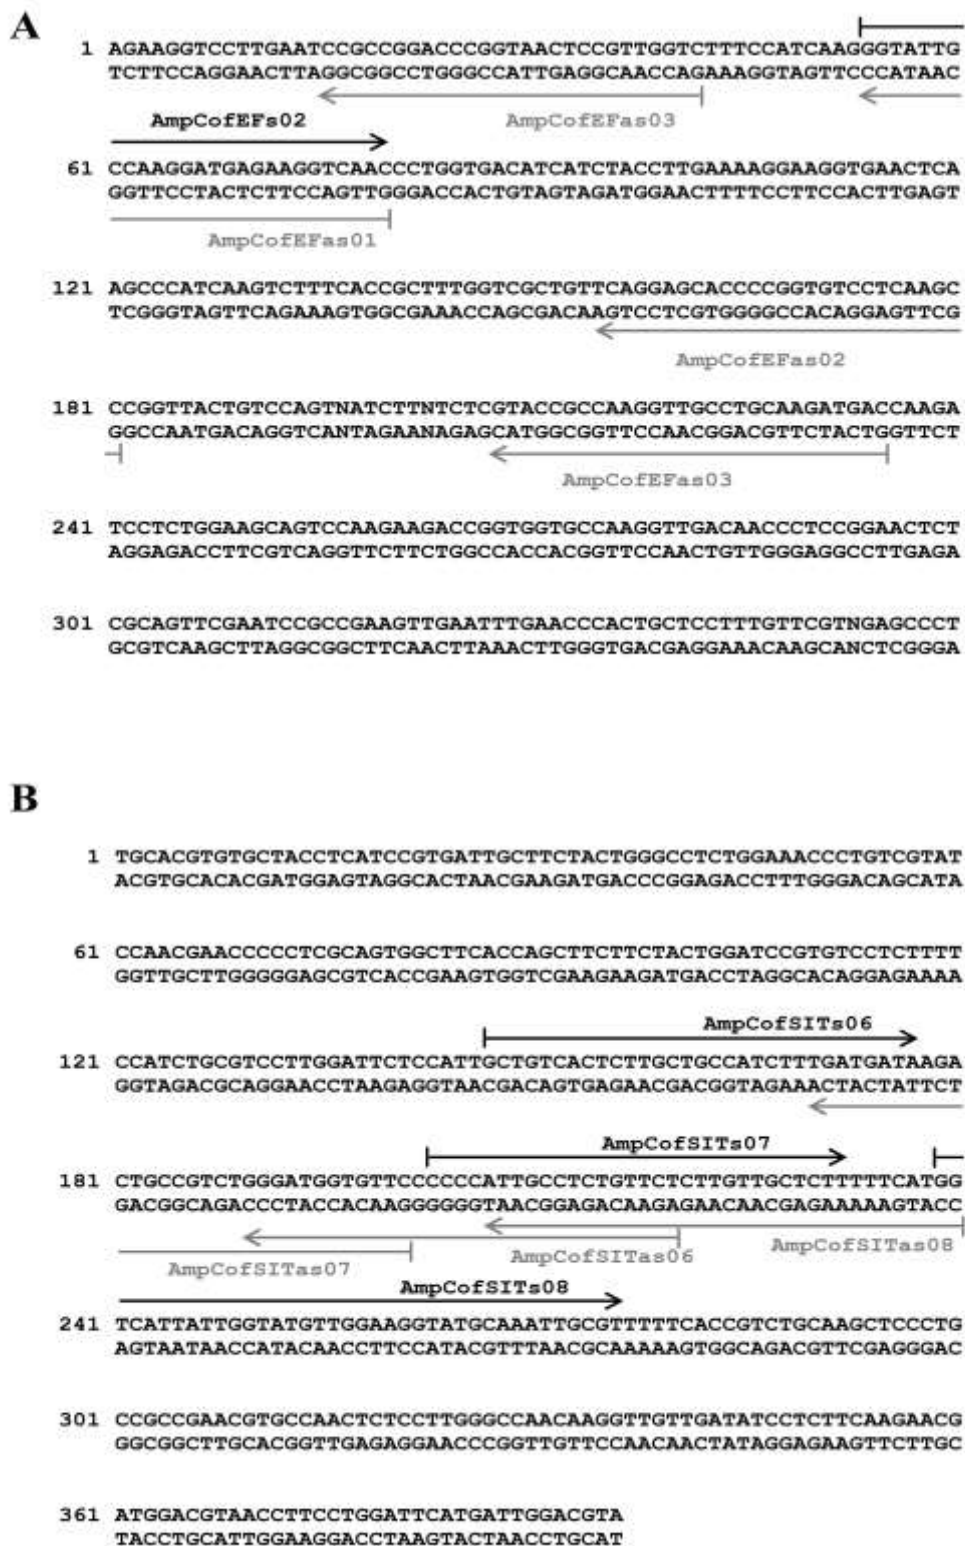 A
1 AGAAGGTCCTTGAATCCGCCGGACCCGGTAACTCCGTTGGTCTTTCCATCAAGGGTATTG
TCTTCCAGGAACTTAGGCGGCCTGGGCCATTGAGGCAACCAGAAAGGTAGTTCCCATAAC
AmpCofEFs02 AmpCofEFas03
61 CCAAGGATGAGAAGGTCAACCCTGGTGACATCATCTACCTTGAAAAGGAAGGTGAACTCA
GGTTCCTACTCTTCCAGTTGGGACCACTGTAGTAGATGGAACTTTTCCTTCCACTTGAGT
AmpCofEFas01
121 AGCCCATCAAGTCTTTCACCGCTTTGGTCGCTGTTCAGGAGCACCCCGGTGTCCTCAAGC
TCGGGTAGTTCAGAAAGTGGCGAAACCAGCGACAAGTCCTCGTGGGGCCACAGGAGTTCG
AmpCofEFas02
181 CCGGTTACTGTCCAGTNATCTTNTCTCGTACCGCCAAGGTTGCCTGCAAGATGACCAAGA
GGCCAATGACAGGTCANTAGAANAGAGCATGGCGGTTCCAACGGACGTTCTACTGGTTCT
AmpCofEFas03
241 TCCTCTGGAAGCAGTCCAAGAAGACCGGTGGTGCCAAGGTTGACAACCCTCCGGAACTCT
AGGAGACCTTCGTCAGGTTCTTCTGGCCACCACGGTTCCAACTGTTGGGAGGCCTTGAGA
301 CGCAGTTCGAATCCGCCGAAGTTGAATTTGAACCCACTGCTCCTTTGTTCGTNGAGCCCT
GCGTCAAGCTTAGGCGGCTTCAACTTAAACTTGGGTGACGAGGAAACAAGCANCTCGGGA
B
1 TGCACGTGTGCTACCTCATCCGTGATTGCTTCTACTGGGCCTCTGGAAACCCTGTCGTAT
ACGTGCACACGATGGAGTAGGCACTAACGAAGATGACCCGGAGACCTTTGGGACAGCATA
61 CCAACGAACCCCCTCGCAGTGGCTTCACCAGCTTCTTCTACTGGATCCGTGTCCTCTTTT
GGTTGCTTGGGGGAGCGTCACCGAAGTGGTCGAAGAAGATGACCTAGGCACAGGAGAAAA
AmpCofSITs06
121 CCATCTGCGTCCTTGGATTCTCCATTGCTGTCACTCTTGCTGCCATCTTTGATGATAAGA
GGTAGACGCAGGAACCTAAGAGGTAACGACAGTGAGAACGACGGTAGAAACTACTATTCT
AmpCofSITs07
181 CTGCCGTCTGGGATGGTGTTCCCCCCATTGCCTCTGTTCTCTTGTTGCTCTTTTTCATGG
GACGGCAGACCCTACCACAAGGGGGGTAACGGAGACAAGAGAACAACGAGAAAAAGTACC
AmpCofSITas07 AmpCofSITas06 AmpCofSITas08
AmpCofSITs08
241 TCATTATTGGTATGTTGGAAGGTATGCAAATTGCGTTTTTCACCGTCTGCAAGCTCCCTG
AGTAATAACCATACAACCTTCCATACGTTTAACGCAAAAAGTGGCAGACGTTCGAGGGAC
301 CCGCCGAACGTGCCAACTCTCCTTGGGCCAACAAGGTTGTTGATATCCTCTTCAAGAACG
GGCGGCTTGCACGGTTGAGAGGAACCCGGTTGTTCCAACAACTATAGGAGAAGTTCTTGC
361 ATGGACGTAACCTTCCTGGATTCATGATTGGACGTA
TACCTGCATTGGAAGGACCTAAGTACTAACCTGCAT